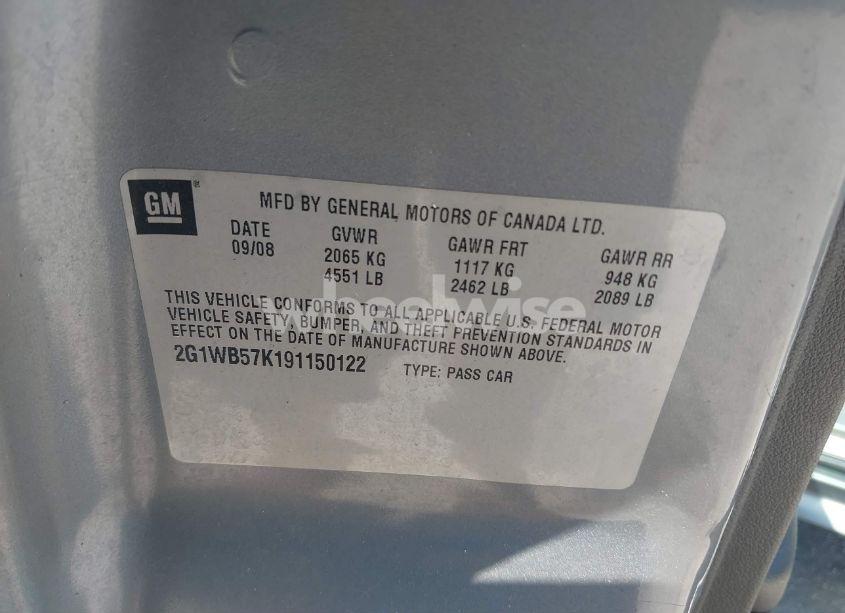 GM
MFD BY GENERAL MOTORS OF CANADA LTD.
DATE GVWR GAWR FRT GAWR RR
09/08 2065 KG 1117 KG 948 KG
4551 LB 2462 LB 2089 LB
THIS VEHICLE CONFORMS TO ALL APPLICABLE U.S. FEDERAL MOTOR
VEHICLE SAFETY, BUMPER, AND THEFT PREVENTION STANDARDS IN
EFFECT ON THE DATE OF MANUFACTURE SHOWN ABOVE.
2G1WB57K191150122 TYPE: PASS CAR
wheelwise